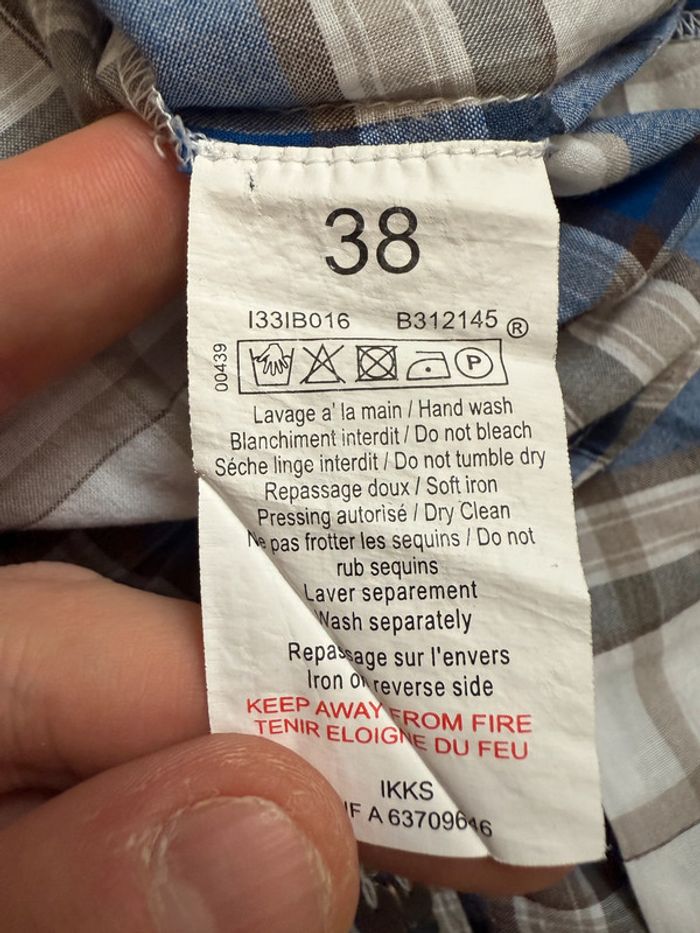 38
I33IB016 B312145 ®
00439
P
Lavage a' la main / Hand wash
Blanchiment interdit / Do not bleach
Séche linge interdit / Do not tumble dry
Repassage doux / Soft iron
Pressing autorisé / Dry Clean
Ne pas frotter les sequins / Do not
rub sequins
Laver separement
Wash separately
Repassage sur l'envers
Iron on reverse side
KEEP AWAY FROM FIRE
TENIR ELOIGNE DU FEU
IKKS
IF A 63709646